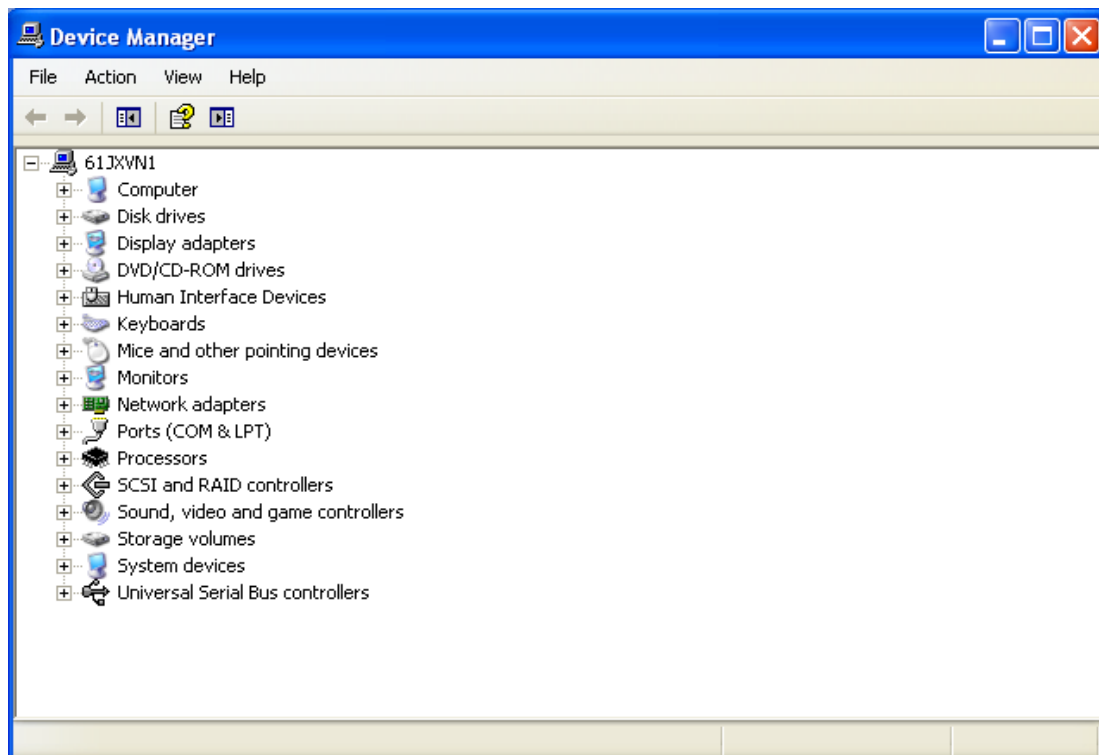 Device Manager
File Action View Help
61JXVN1
Computer
Disk drives
Display adapters
DVD/CD-ROM drives
Human Interface Devices
Keyboards
Mice and other pointing devices
Monitors
Network adapters
Ports (COM & LPT)
Processors
SCSI and RAID controllers
Sound, video and game controllers
Storage volumes
System devices
Universal Serial Bus controllers